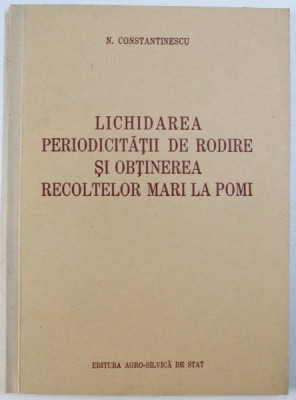 N. CONSTANTINESCU
LICHIDAREA
PERIODICITĂȚII DE RODIRE
ȘI OBȚINEREA
RECOLTELOR MARI LA POMI
EDITURA AGRO-SILVICĂ DE STAT